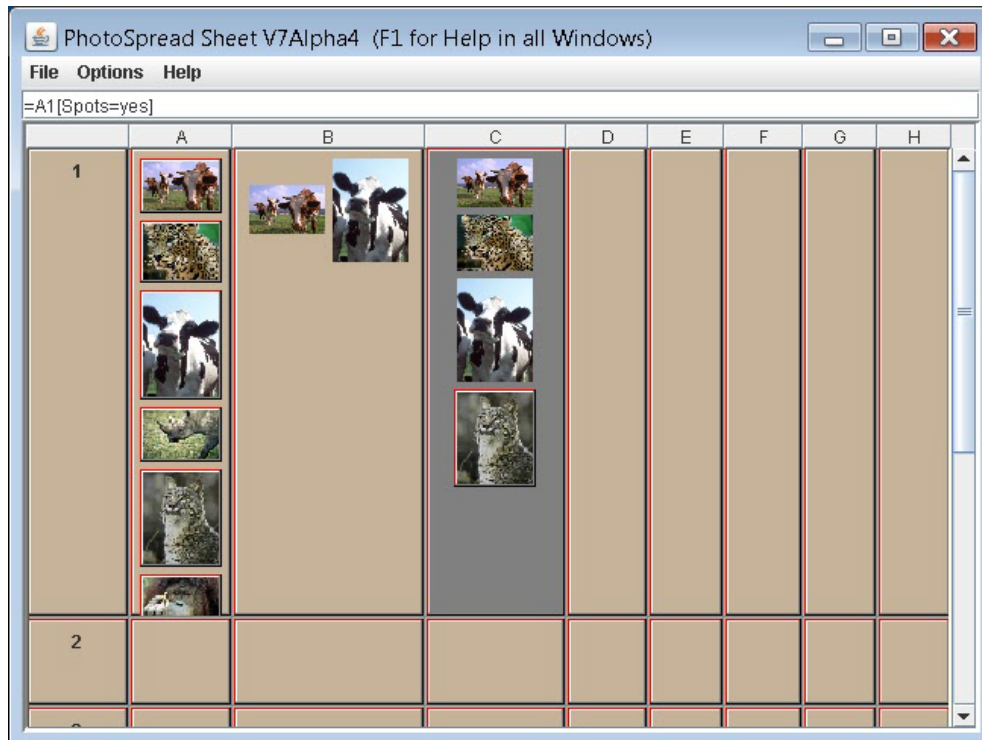 PhotoSpread Sheet V7Alpha4 (F1 for Help in all Windows)
File Options Help
=A1[Spots=yes]
A B C D E F G H
1
2